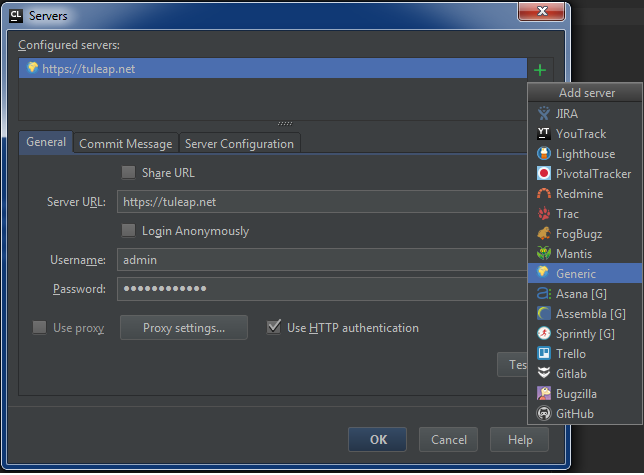 CL Servers
Configured servers:
https://tuleap.net
Add server
JIRA
YT YouTrack
Lighthouse
PivotalTracker
Redmine
Trac
FogBugz
Mantis
Generic
Asana [G]
Assembla [G]
Sprintly [G]
Trello
Gitlab
Bugzilla
GitHub
General Commit Message Server Configuration
Share URL
Server URL: https://tuleap.net
Login Anonymously
Username: admin
Password: ●●●●●●●●●●●●
Use proxy Proxy settings... Use HTTP authentication
Tes
OK Cancel Help